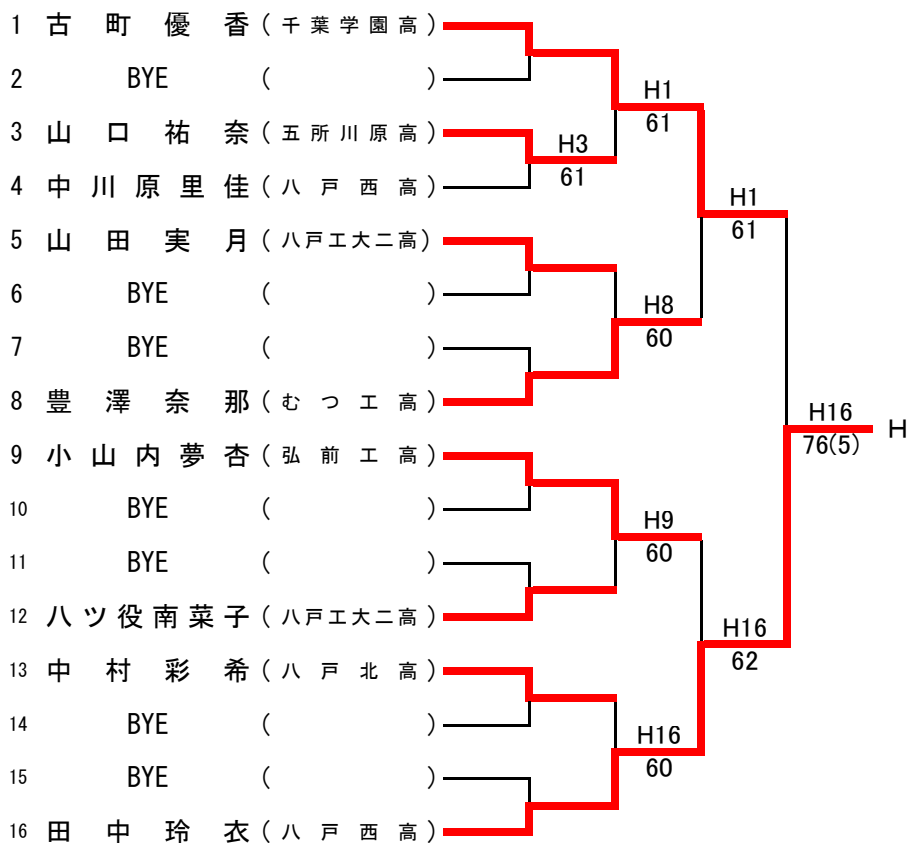 1 古町優香 (千葉学園高)
2 BYE ( )
H1
61
3 山口祐奈 (五所川原高)
H3
61
4 中川原里佳 (八戸西高)
H1
61
5 山田実月 (八戸工大二高)
6 BYE ( )
H8
60
7 BYE ( )
8 豊澤奈那 (むつ工高)
H16
76(5)
H
9 小山内夢杏 (弘前工高)
10 BYE ( )
H9
60
11 BYE ( )
12 八ツ役南菜子 (八戸工大二高)
H16
62
13 中村彩希 (八戸北高)
14 BYE ( )
H16
60
15 BYE ( )
16 田中玲衣 (八戸西高)